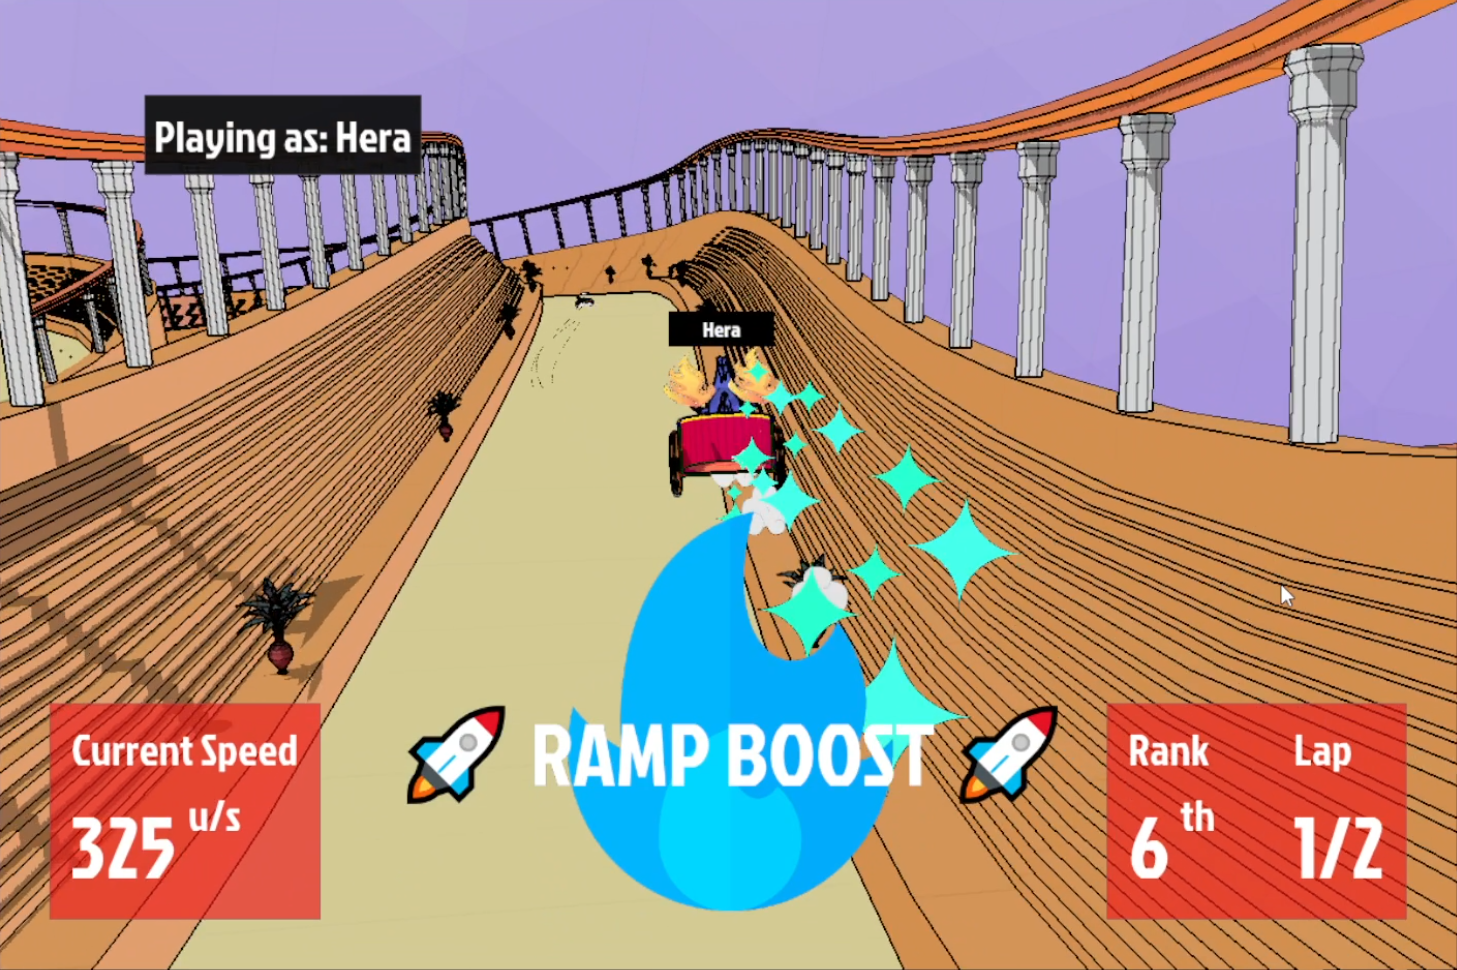 Playing as: Hera
Hera
RAMP BOOST
Current Speed
325 u/s
Rank Lap
6 th 1/2